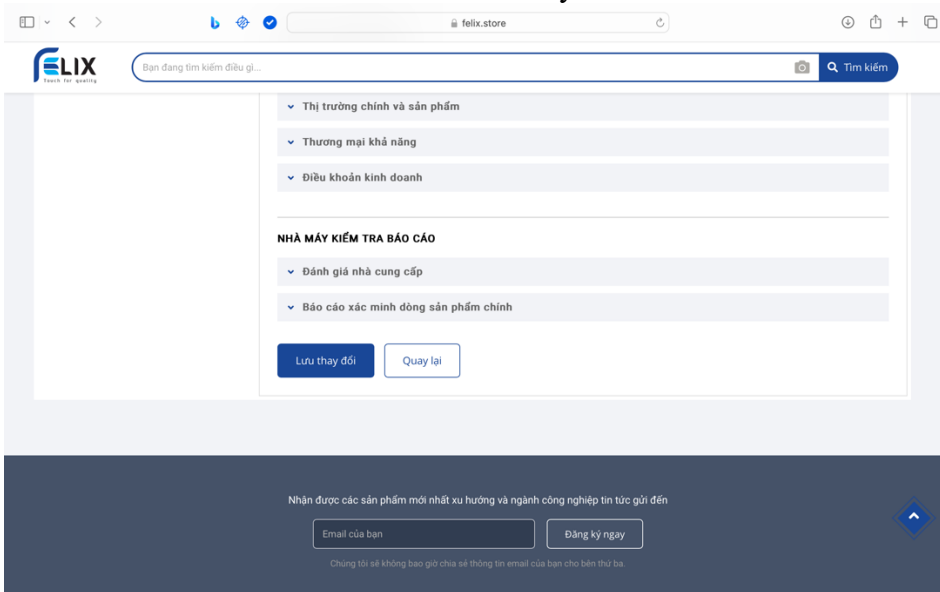 felix.store
FELIX
Touch for quality
Bạn đang tìm kiếm điều gì...
Tìm kiếm
Thị trường chính và sản phẩm
Thương mại khả năng
Điều khoản kinh doanh
NHÀ MÁY KIỂM TRA BÁO CÁO
Đánh giá nhà cung cấp
Báo cáo xác minh dòng sản phẩm chính
Lưu thay đổi
Quay lại
Nhận được các sản phẩm mới nhất xu hướng và ngành công nghiệp tin tức gửi đến
Email của bạn
Đăng ký ngay
Chúng tôi sẽ không bao giờ chia sẻ thông tin email của bạn cho bên thứ ba.